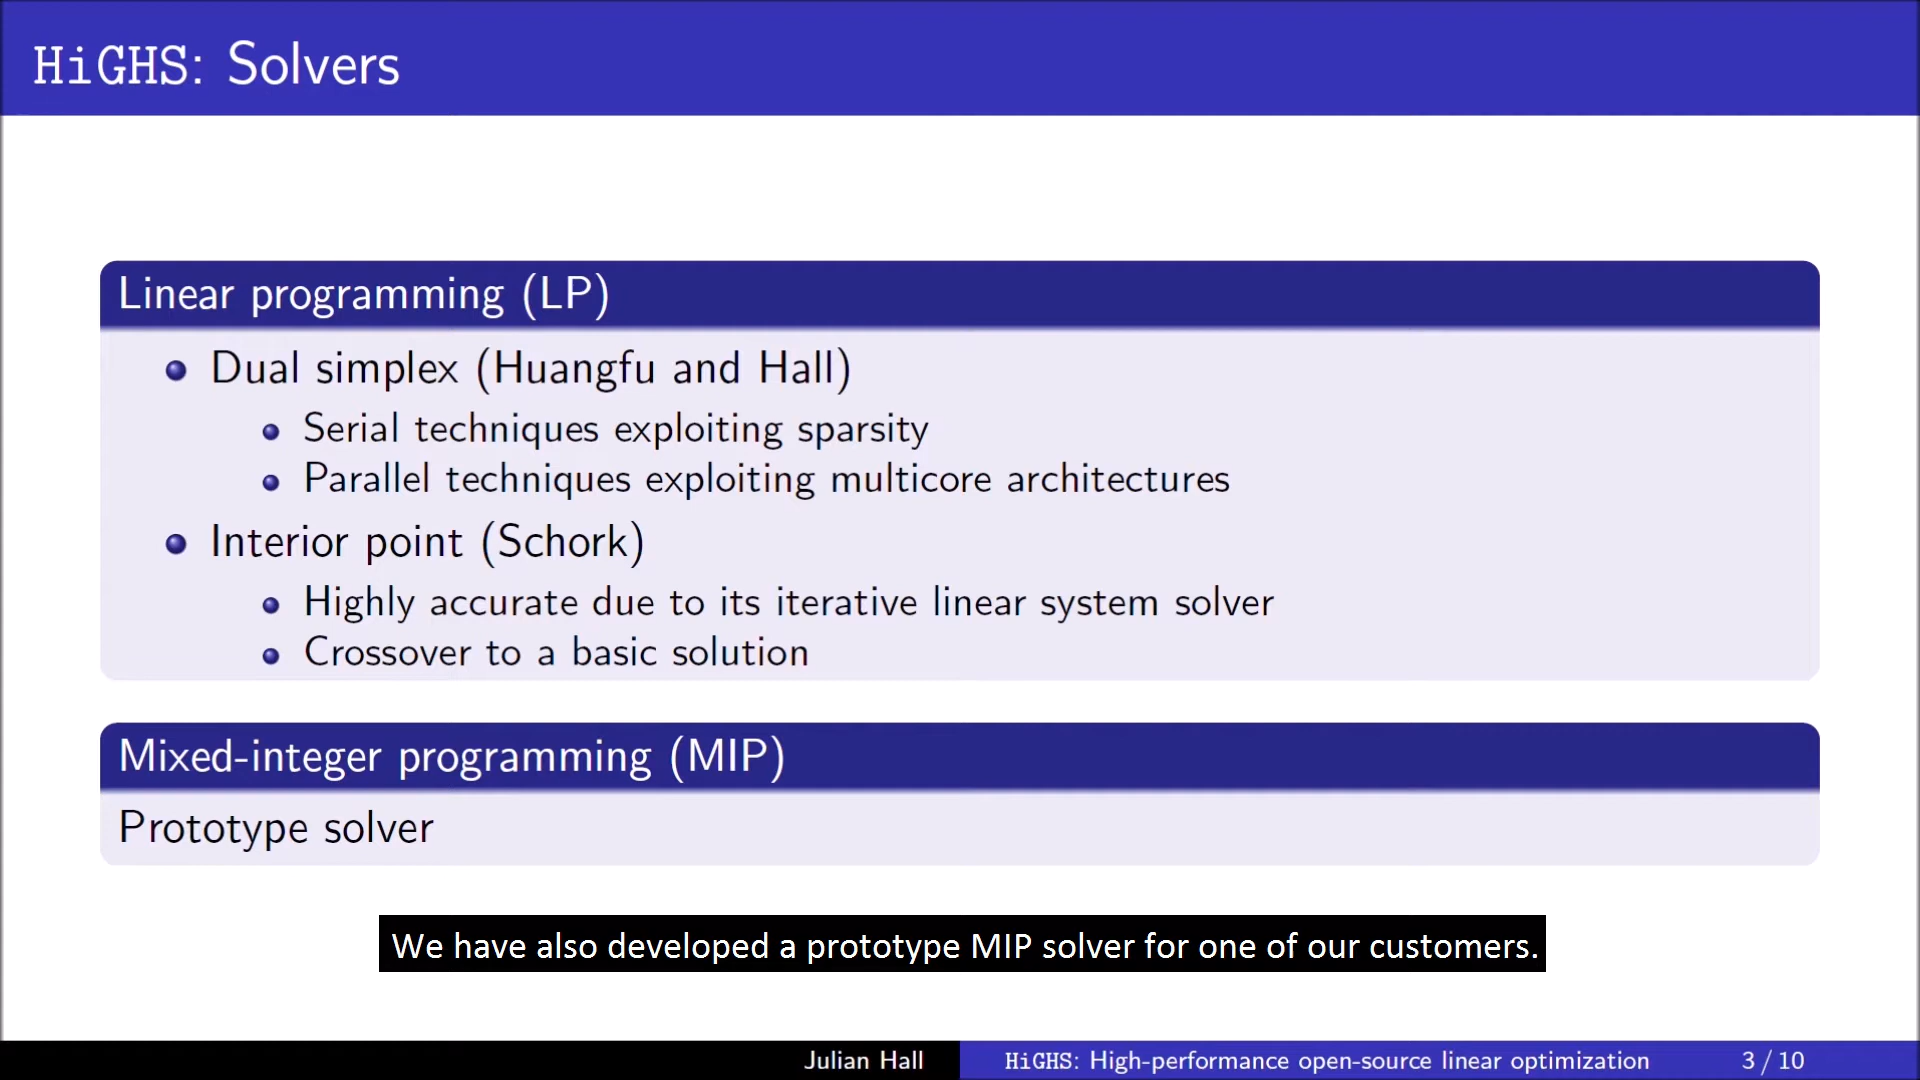 HiGHS: Solvers
Linear programming (LP)
Dual simplex (Huangfu and Hall)
Serial techniques exploiting sparsity
Parallel techniques exploiting multicore architectures
Interior point (Schork)
Highly accurate due to its iterative linear system solver
Crossover to a basic solution
Mixed-integer programming (MIP)
Prototype solver
We have also developed a prototype MIP solver for one of our customers.
Julian Hall HiGHS: High-performance open-source linear optimization 3 / 10